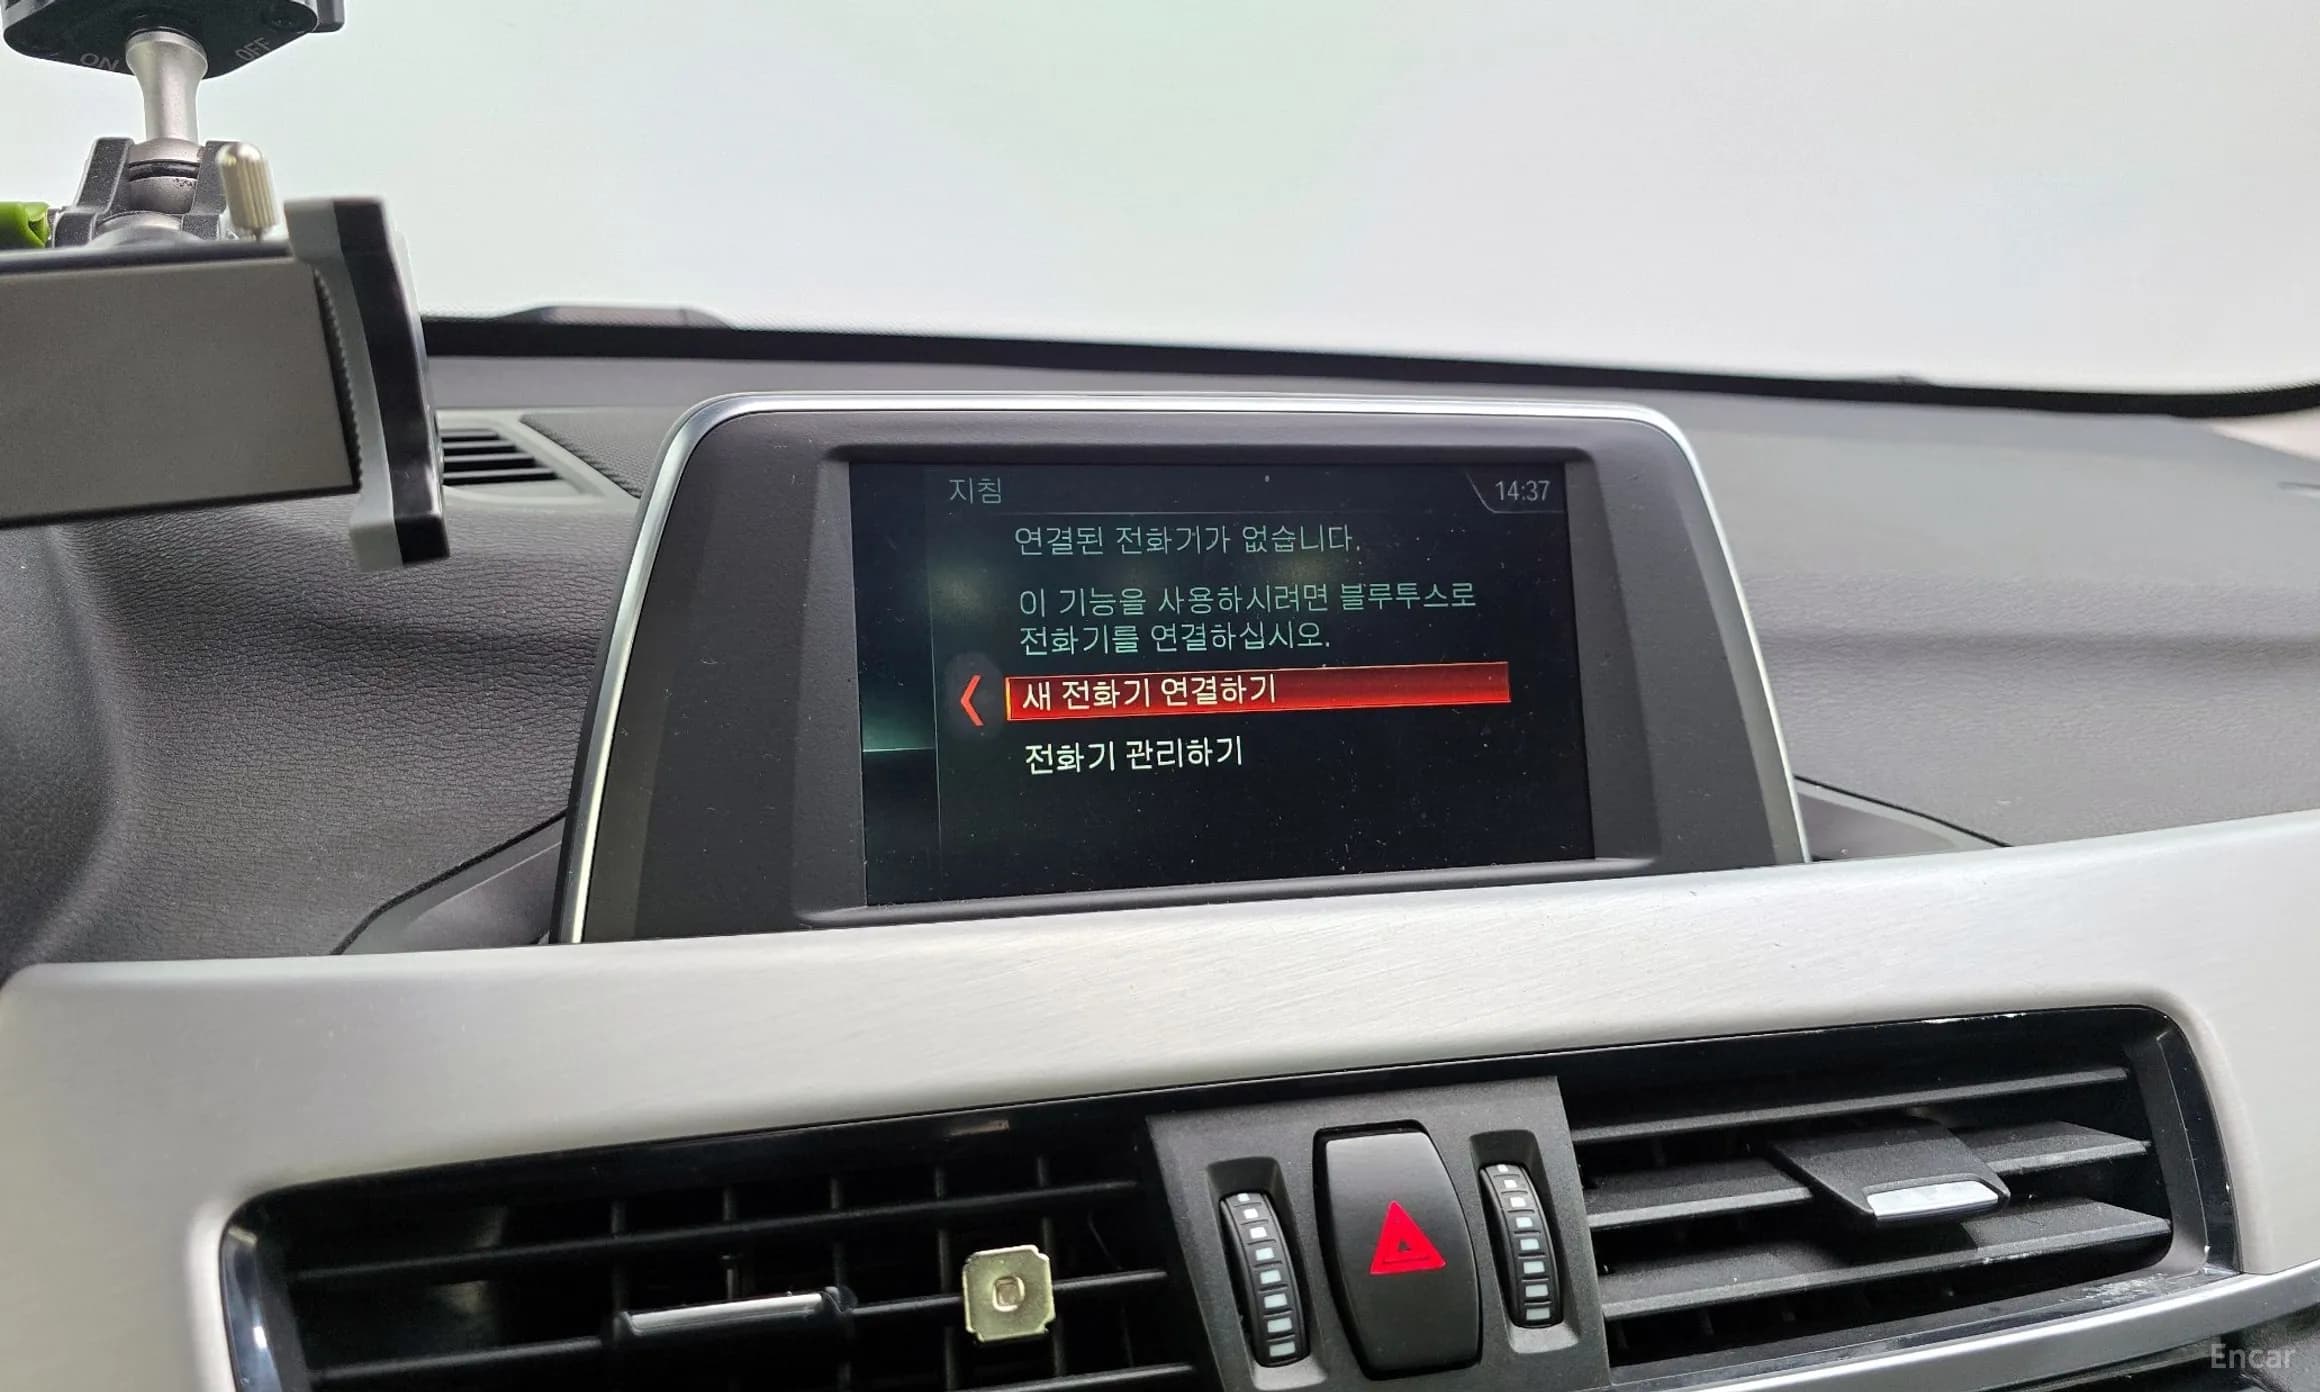 ON
OFF
지침
14:37
연결된 전화기가 없습니다.
이 기능을 사용하시려면 블루투스로
전화기를 연결하십시오.
새 전화기 연결하기
전화기 관리하기
Encar